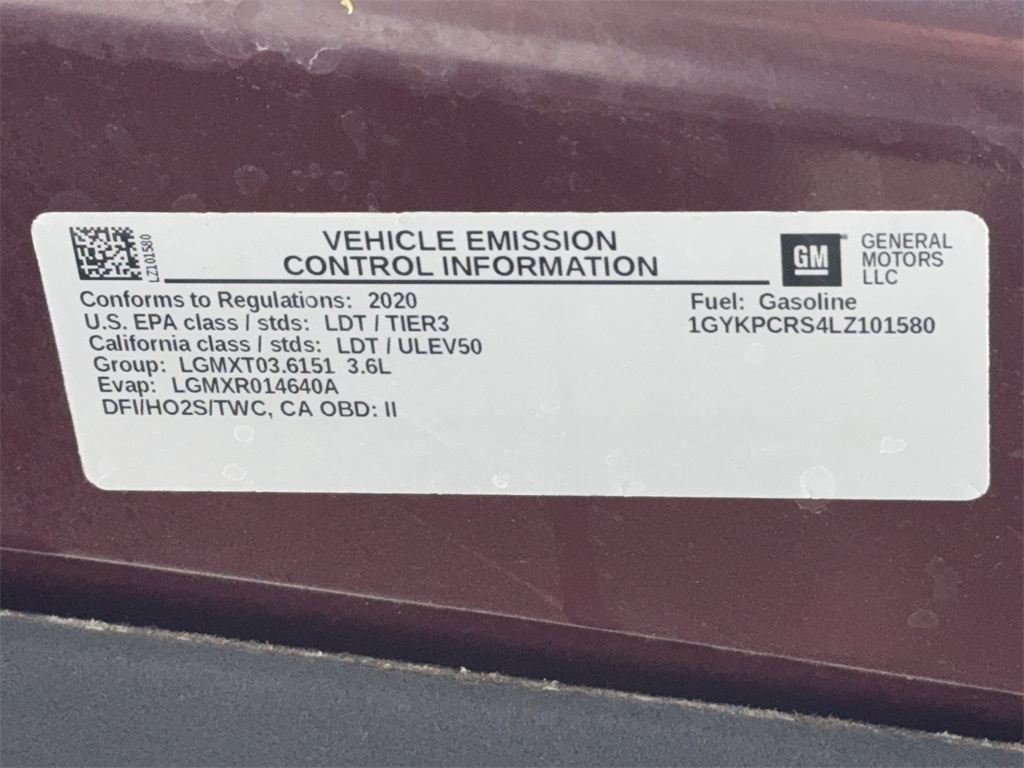 LZ101580
VEHICLE EMISSION
CONTROL INFORMATION
GM
GENERAL
MOTORS
LLC
Conforms to Regulations: 2020
U.S. EPA class / stds: LDT / TIER3
California class / stds: LDT / ULEV50
Group: LGMXT03.6151 3.6L
Evap: LGMXR014640A
DFI/HO2S/TWC, CA OBD: II
Fuel: Gasoline
1GYKPCRS4LZ101580